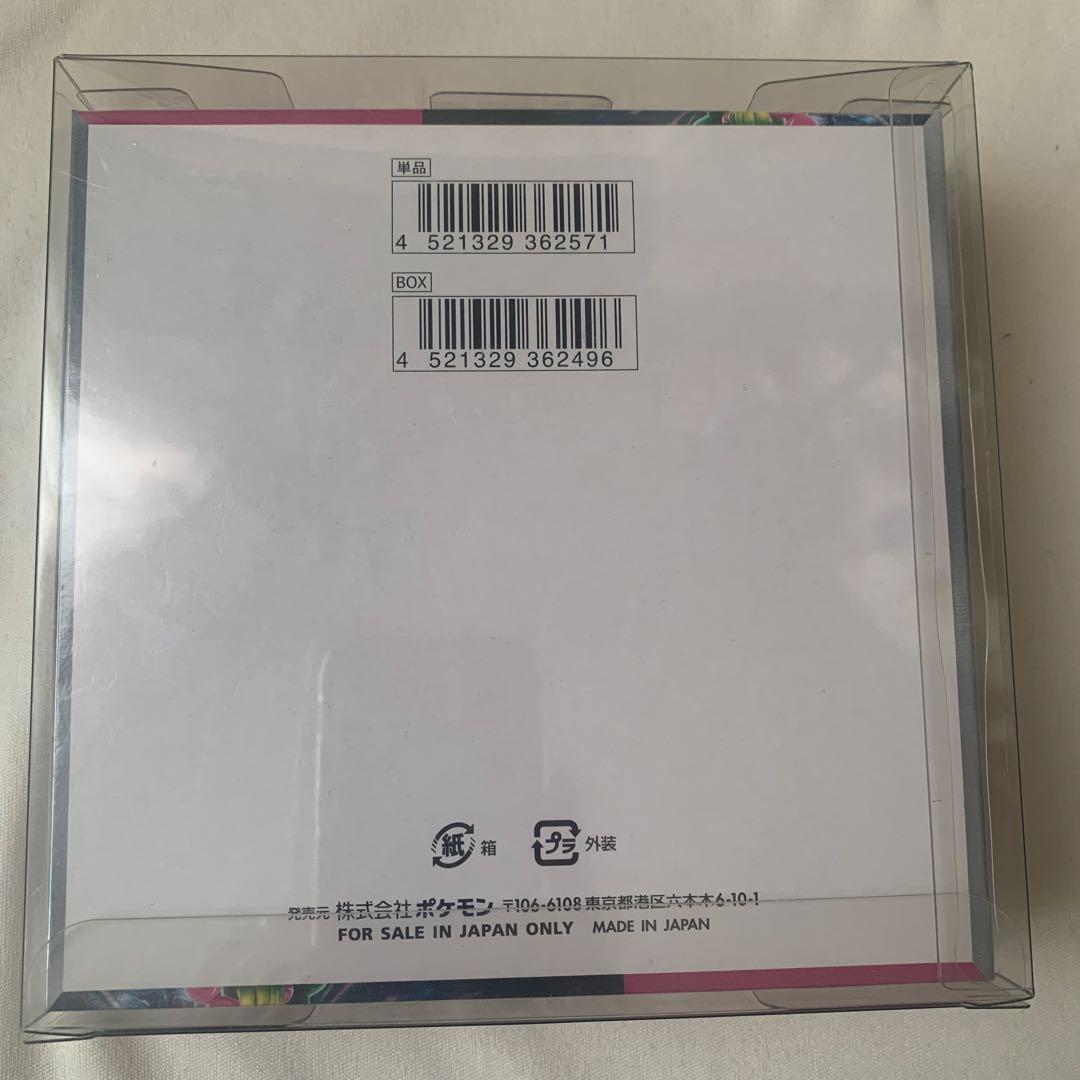 単品
4 521329 362571
BOX
4 521329 362496
紙 箱 プラ 外装
発売元 株式会社 ポケモン 〒106-6108 東京都港区六本木6-10-1
FOR SALE IN JAPAN ONLY MADE IN JAPAN